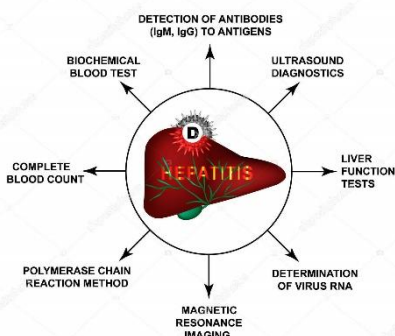 DETECTION OF ANTIBODIES
(IgM, IgG) TO ANTIGENS
BIOCHEMICAL
BLOOD TEST
ULTRASOUND
DIAGNOSTICS
D
HEPATITIS
COMPLETE
BLOOD COUNT
LIVER
FUNCTION
TESTS
POLYMERASE CHAIN
REACTION METHOD
DETERMINATION
OF VIRUS RNA
MAGNETIC
RESONANCE
IMAGING